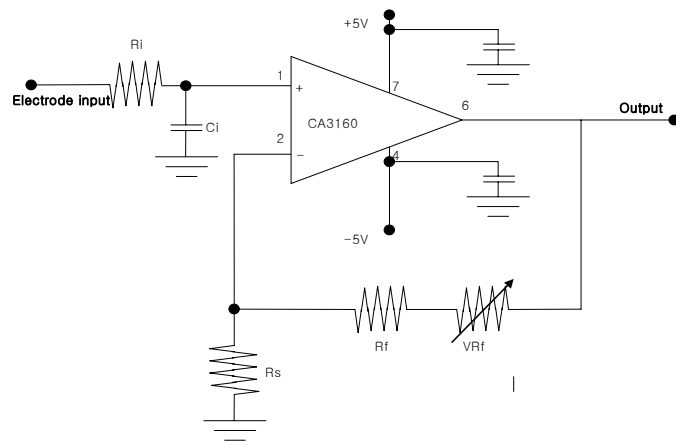 +5V
Ri
1
7
+
Electrode input
Ci
CA3160
6
Output
2
−
4
−5V
Rf
VRf
Rs